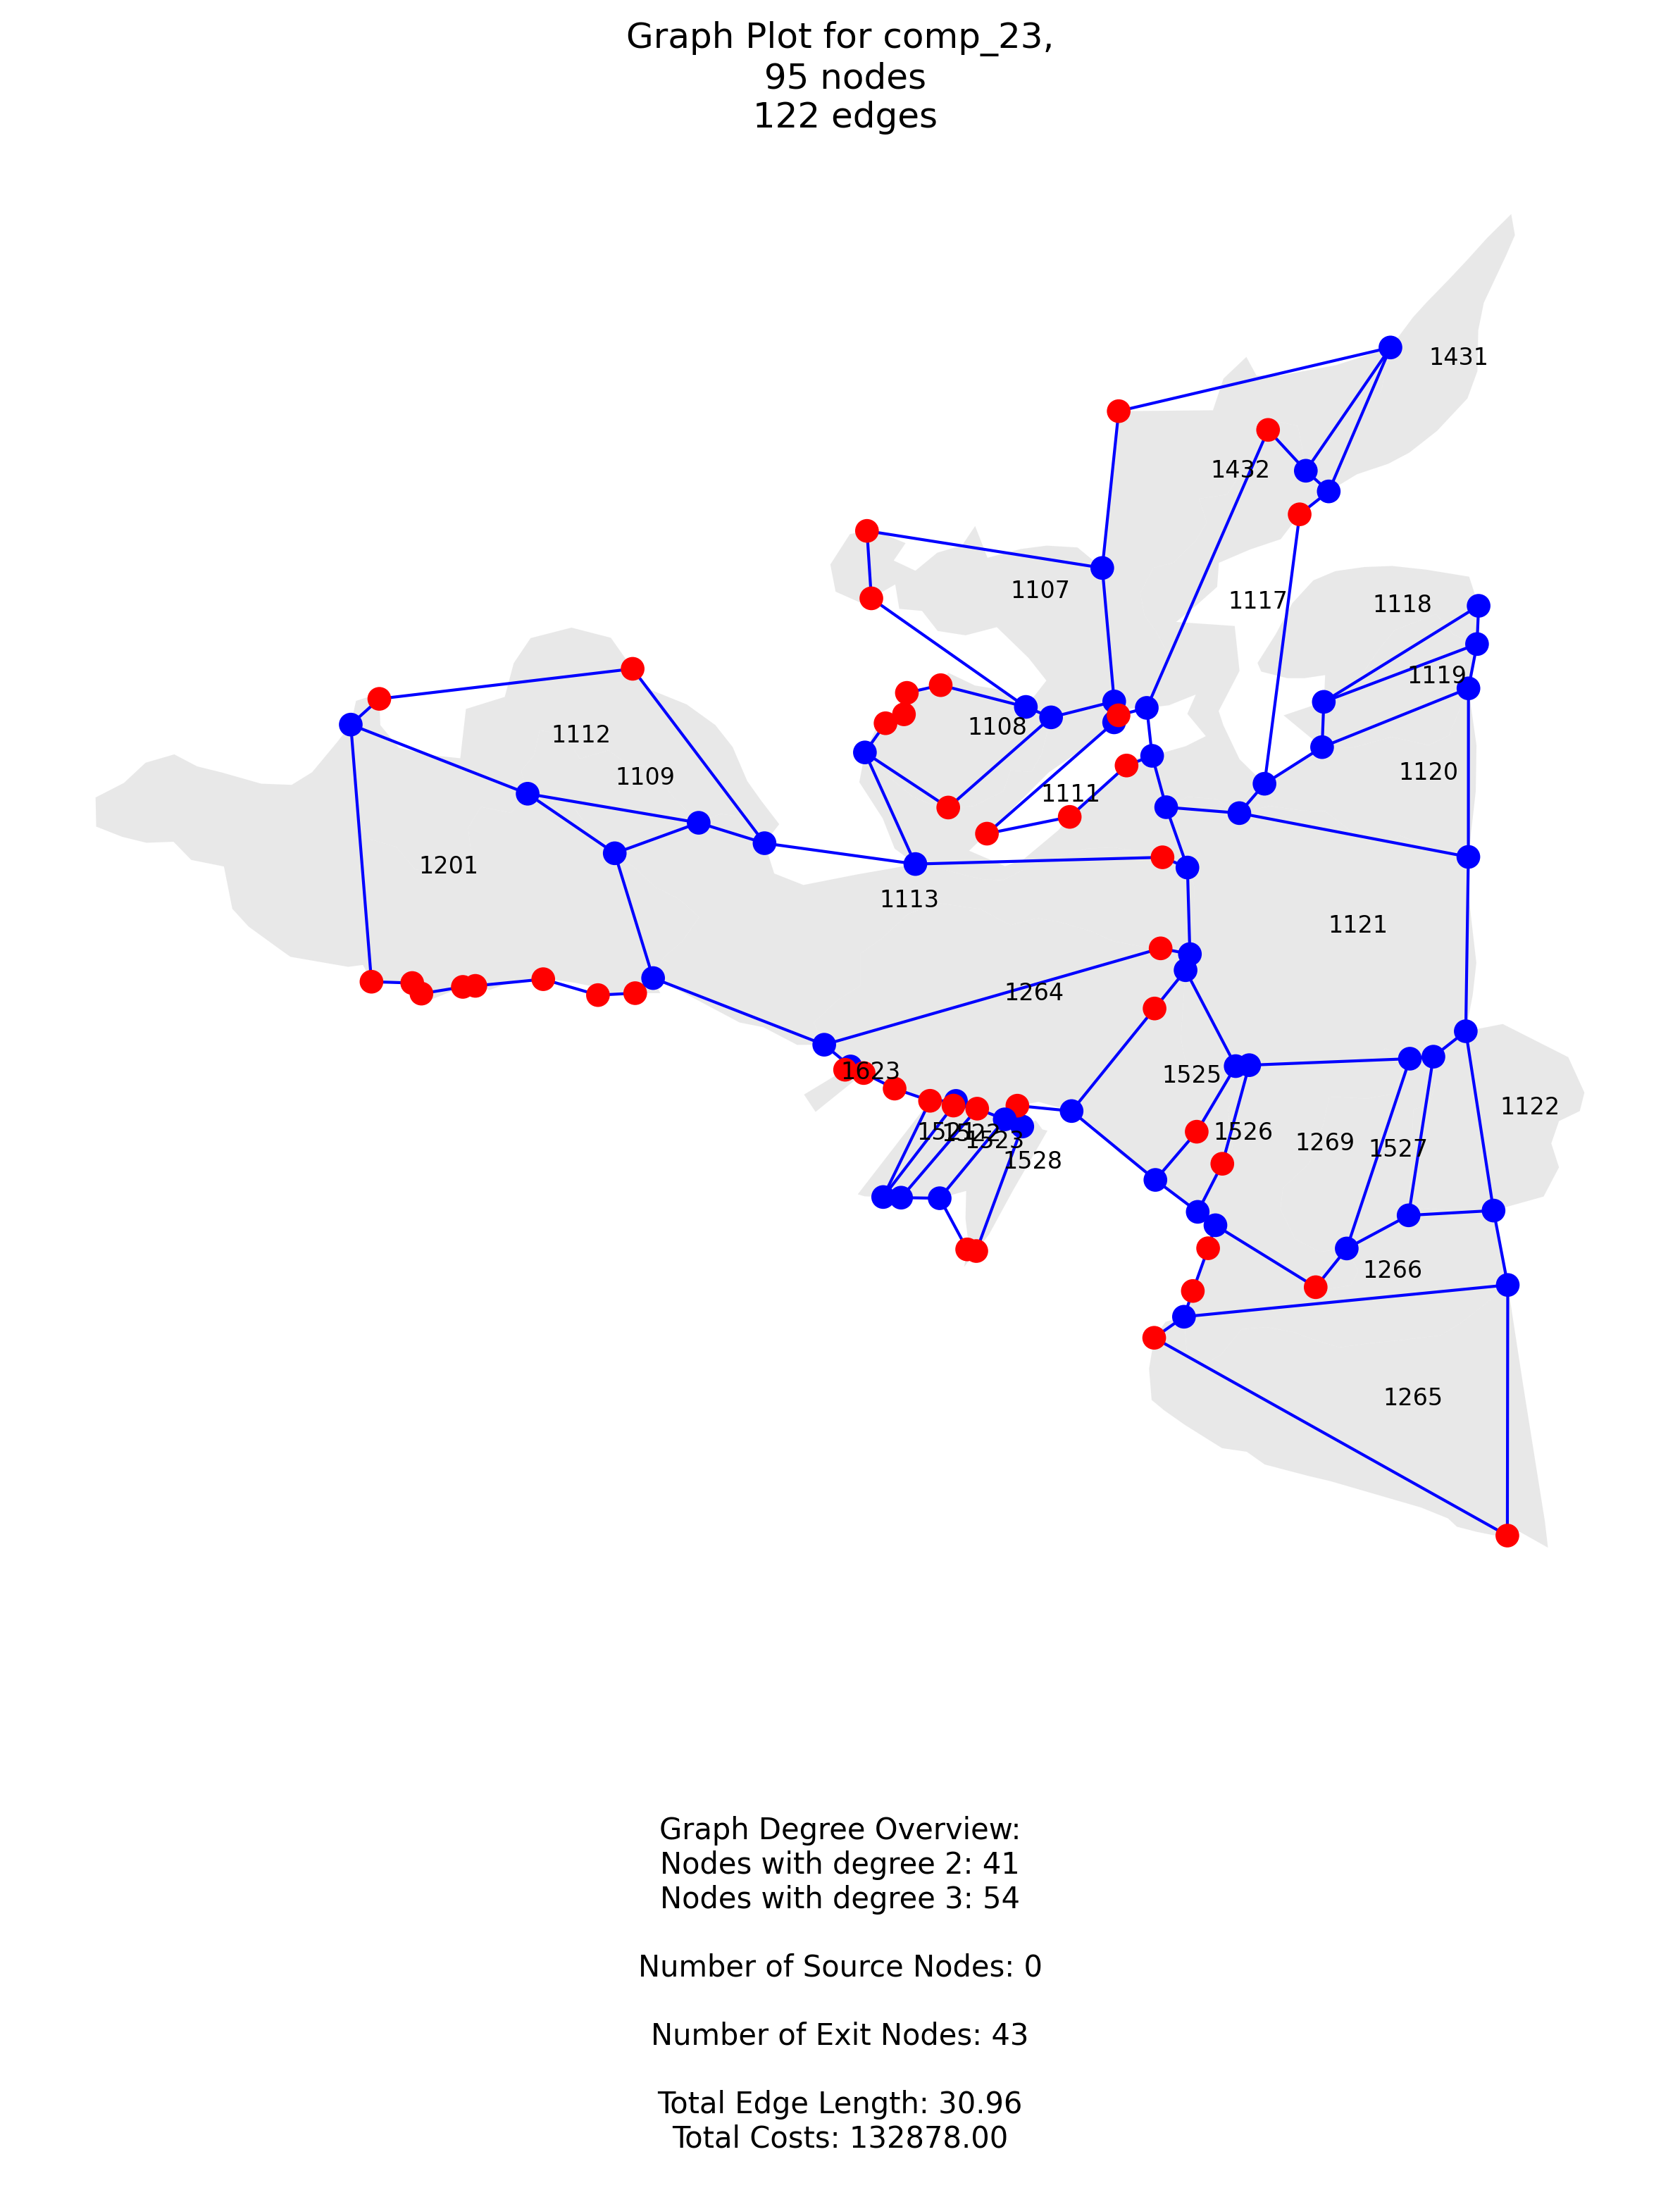 Graph Plot for comp_23,
95 nodes
122 edges
1431
1432
1107
1117
1118
1119
1108
1112
1109
1120
1111
1201
1113
1121
1264
1623
1525
1122
1521
1522
1523
1526
1269
1527
1528
1266
1265
Graph Degree Overview:
Nodes with degree 2: 41
Nodes with degree 3: 54
Number of Source Nodes: 0
Number of Exit Nodes: 43
Total Edge Length: 30.96
Total Costs: 132878.00